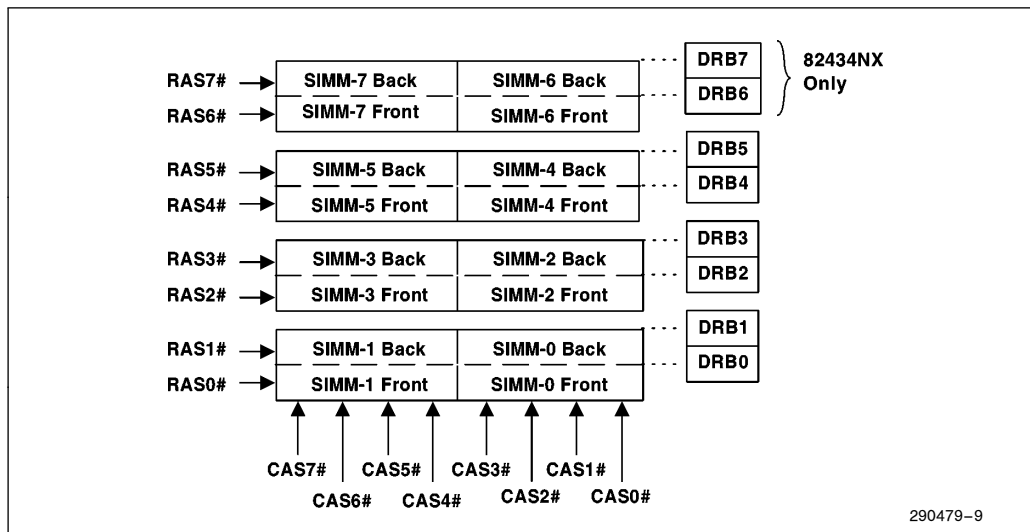 RAS7#
SIMM-7 Back
SIMM-6 Back
DRB7
82434NX
Only
RAS6#
SIMM-7 Front
SIMM-6 Front
DRB6
RAS5#
SIMM-5 Back
SIMM-4 Back
DRB5
RAS4#
SIMM-5 Front
SIMM-4 Front
DRB4
RAS3#
SIMM-3 Back
SIMM-2 Back
DRB3
RAS2#
SIMM-3 Front
SIMM-2 Front
DRB2
RAS1#
SIMM-1 Back
SIMM-0 Back
DRB1
RAS0#
SIMM-1 Front
SIMM-0 Front
DRB0
CAS7#
CAS6#
CAS5#
CAS4#
CAS3#
CAS2#
CAS1#
CAS0#
290479-9